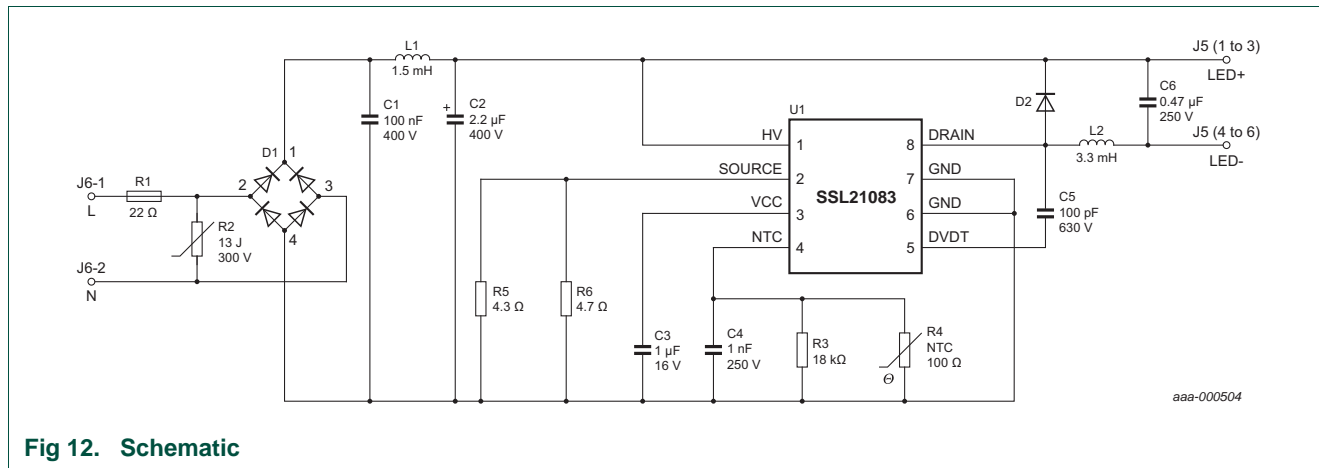 L1
1.5 mH
J5 (1 to 3)
LED+
C1
100 nF
400 V
+
C2
2.2 µF
400 V
D2
C6
0.47 µF
250 V
U1
HV
1
8
DRAIN
L2
3.3 mH
J5 (4 to 6)
LED-
D1
1
2
3
4
J6-1
L
R1
22 Ω
R2
13 J
300 V
J6-2
N
SOURCE
2
SSL21083
7
GND
VCC
3
6
GND
NTC
4
5
DVDT
C5
100 pF
630 V
R5
4.3 Ω
R6
4.7 Ω
C3
1 µF
16 V
C4
1 nF
250 V
R3
18 kΩ
R4
NTC
100 Ω
Θ
aaa-000504
Fig 12. Schematic